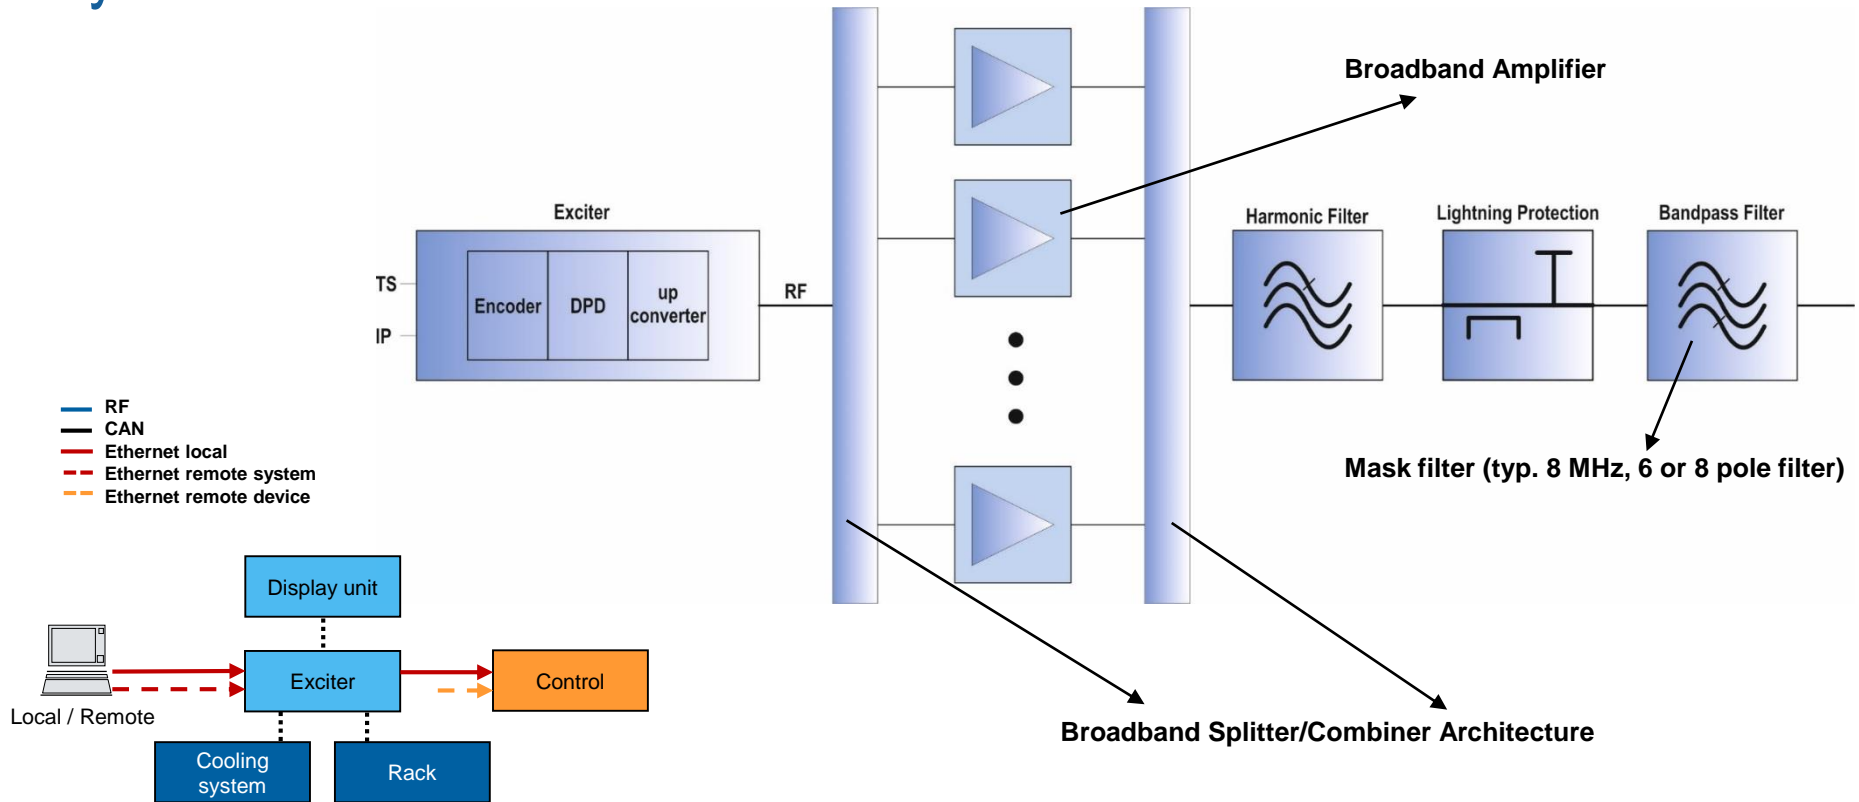 Broadband Amplifier
Exciter
Harmonic Filter
Lightning Protection
Bandpass Filter
TS
IP
Encoder
DPD
up
converter
RF
RF
CAN
Ethernet local
Ethernet remote system
Ethernet remote device
Mask filter (typ. 8 MHz, 6 or 8 pole filter)
Display unit
Exciter
Control
Local / Remote
Cooling
system
Rack
Broadband Splitter/Combiner Architecture